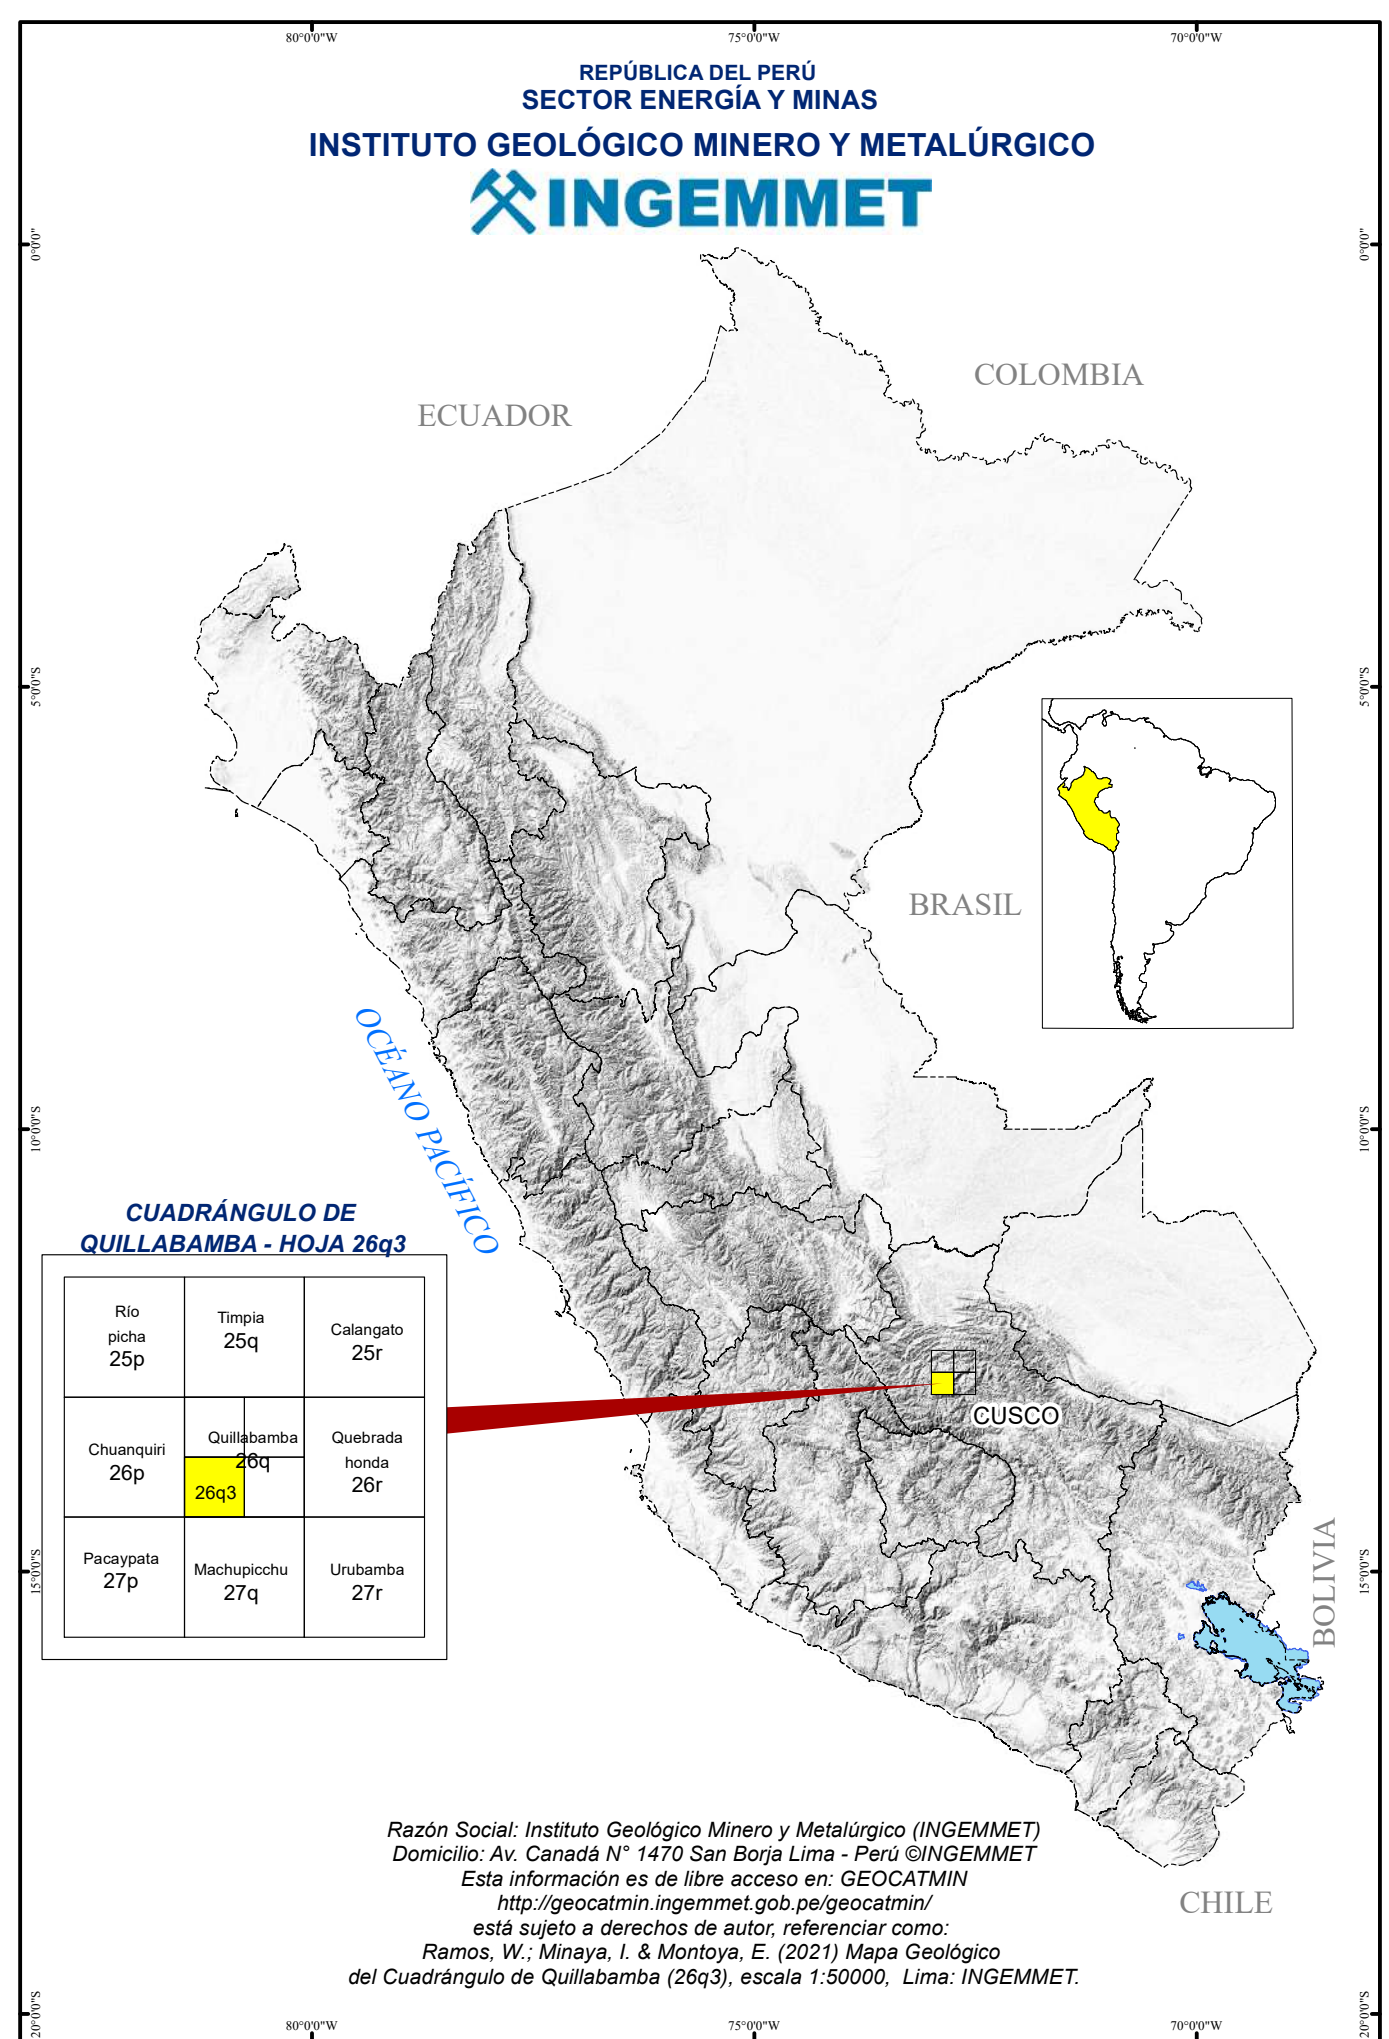 80°0'0"W
75°0'0"W
70°0'0"W
REPÚBLICA DEL PERÚ
SECTOR ENERGÍA Y MINAS
INSTITUTO GEOLÓGICO MINERO Y METALÚRGICO
INGEMMET
0°0'0"
0°0'0"
COLOMBIA
ECUADOR
5°0'0"S
5°0'0"S
BRASIL
OCÉANO PACÍFICO
10°0'0"S
10°0'0"S
CUADRÁNGULO DE
QUILLABAMBA - HOJA 26q3
Río
picha
25p
Timpia
25q
Calangato
25r
Chuanquiri
26p
Quillabamba
26q
26q3
Quebrada
honda
26r
Pacaypata
27p
Machupicchu
27q
Urubamba
27r
CUSCO
15°0'0"S
15°0'0"S
BOLIVIA
CHILE
Razón Social: Instituto Geológico Minero y Metalúrgico (INGEMMET)
Domicilio: Av. Canadá N° 1470 San Borja Lima - Perú ©INGEMMET
Esta información es de libre acceso en: GEOCATMIN
http://geocatmin.ingemmet.gob.pe/geocatmin/
está sujeto a derechos de autor, referenciar como:
Ramos, W.; Minaya, I. & Montoya, E. (2021) Mapa Geológico
del Cuadrángulo de Quillabamba (26q3), escala 1:50000, Lima: INGEMMET.
20°0'0"S
20°0'0"S
80°0'0"W
75°0'0"W
70°0'0"W